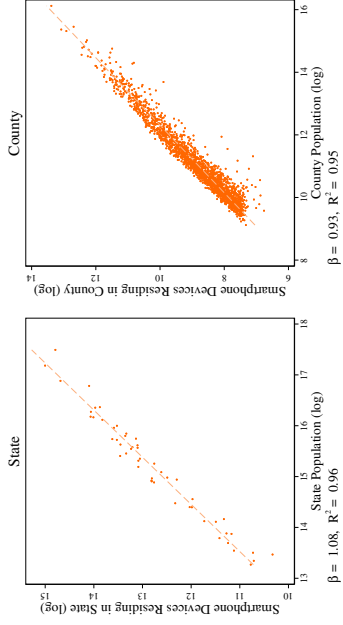 State
Smartphone Devices Residing in State (log)
15
14
13
12
11
10
13
14
15
16
17
18
State Population (log)
β = 1.08, R² = 0.96
County
Smartphone Devices Residing in County (log)
14
12
10
8
6
8
10
12
14
16
County Population (log)
β = 0.93, R² = 0.95